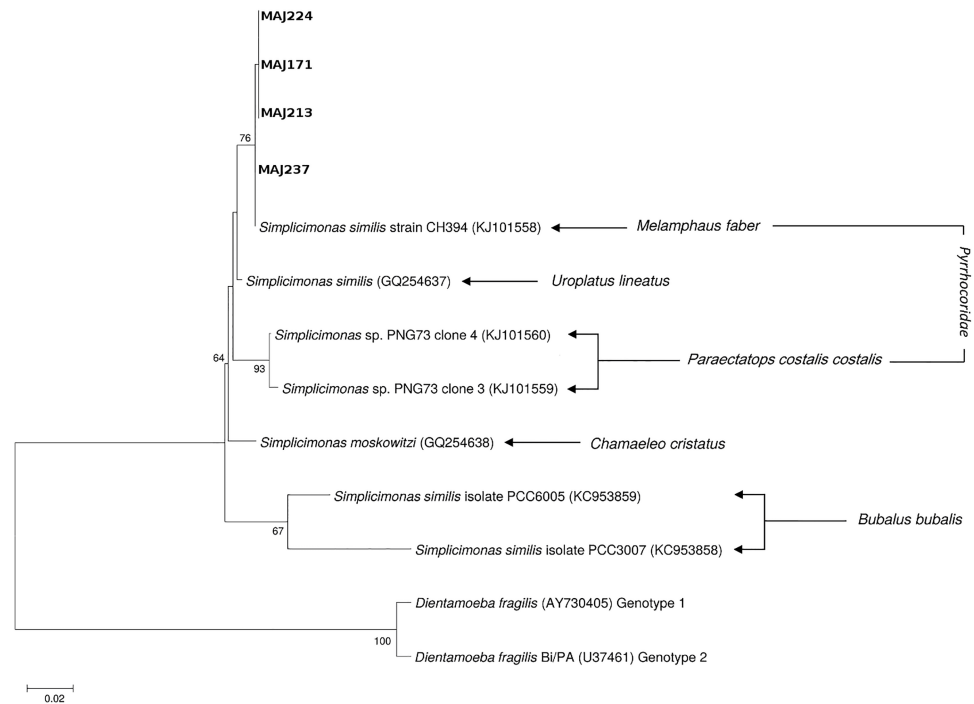 MAJ224
MAJ171
MAJ213
76
MAJ237
Simplicimonas similis strain CH394 (KJ101558)
Melamphaus faber
Pyrrhocoridae
Simplicimonas similis (GQ254637)
Uroplatus lineatus
Simplicimonas sp. PNG73 clone 4 (KJ101560)
64
93
Paraectatops costalis costalis
Simplicimonas sp. PNG73 clone 3 (KJ101559)
Simplicimonas moskowitzi (GQ254638)
Chamaeleo cristatus
Simplicimonas similis isolate PCC6005 (KC953859)
67
Bubalus bubalis
Simplicimonas similis isolate PCC3007 (KC953858)
Dientamoeba fragilis (AY730405) Genotype 1
100
Dientamoeba fragilis Bi/PA (U37461) Genotype 2
0.02